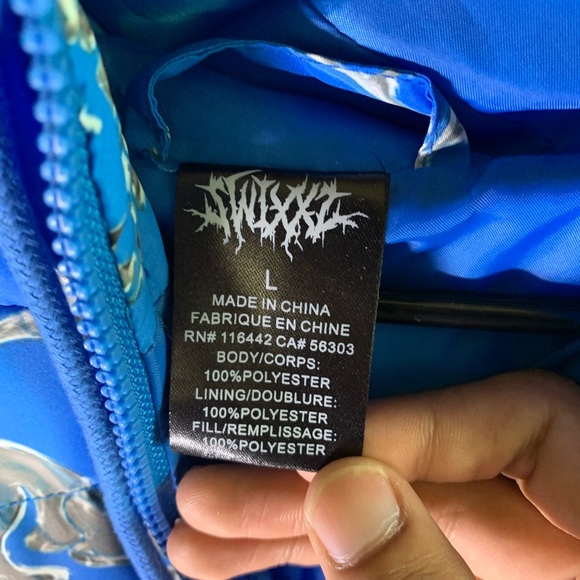 SWIXXZ
L
MADE IN CHINA
FABRIQUE EN CHINE
RN# 116442 CA# 56303
BODY/CORPS:
100%POLYESTER
LINING/DOUBLURE:
100%POLYESTER
FILL/REMPLISSAGE:
100%POLYESTER